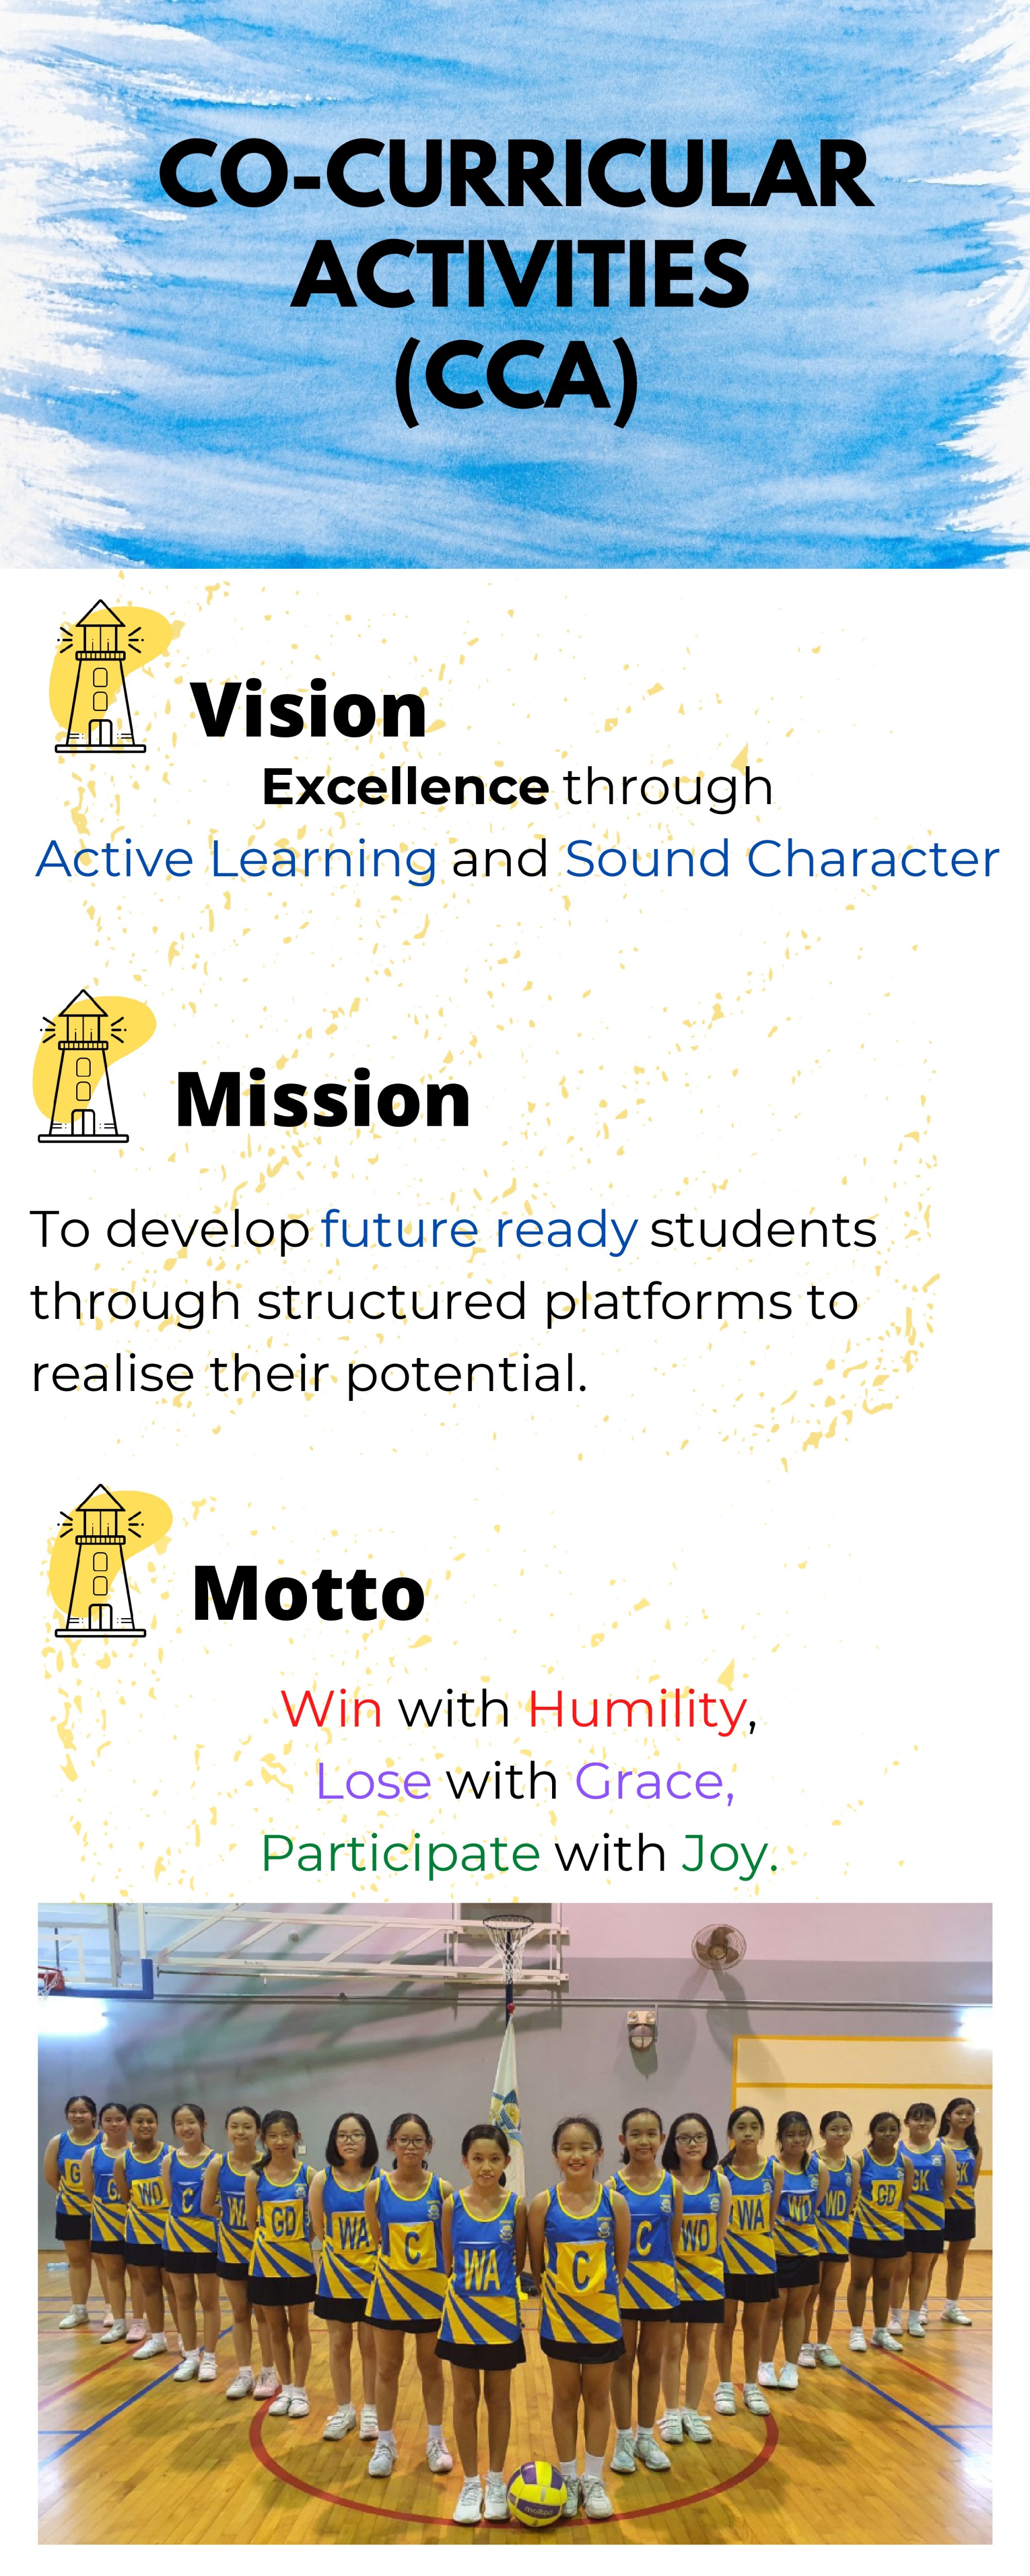 CO-CURRICULAR
ACTIVITIES
(CCA)
Vision
Excellence through
Active Learning and Sound Character
Mission
To develop future ready students
through structured platforms to
realise their potential.
Motto
Win with Humility,
Lose with Grace,
Participate with Joy.
G
G
WD
C
WA
GD
WA
C
WA
C
C
WD
WA
WD
WD
GD
GK
GK
molten